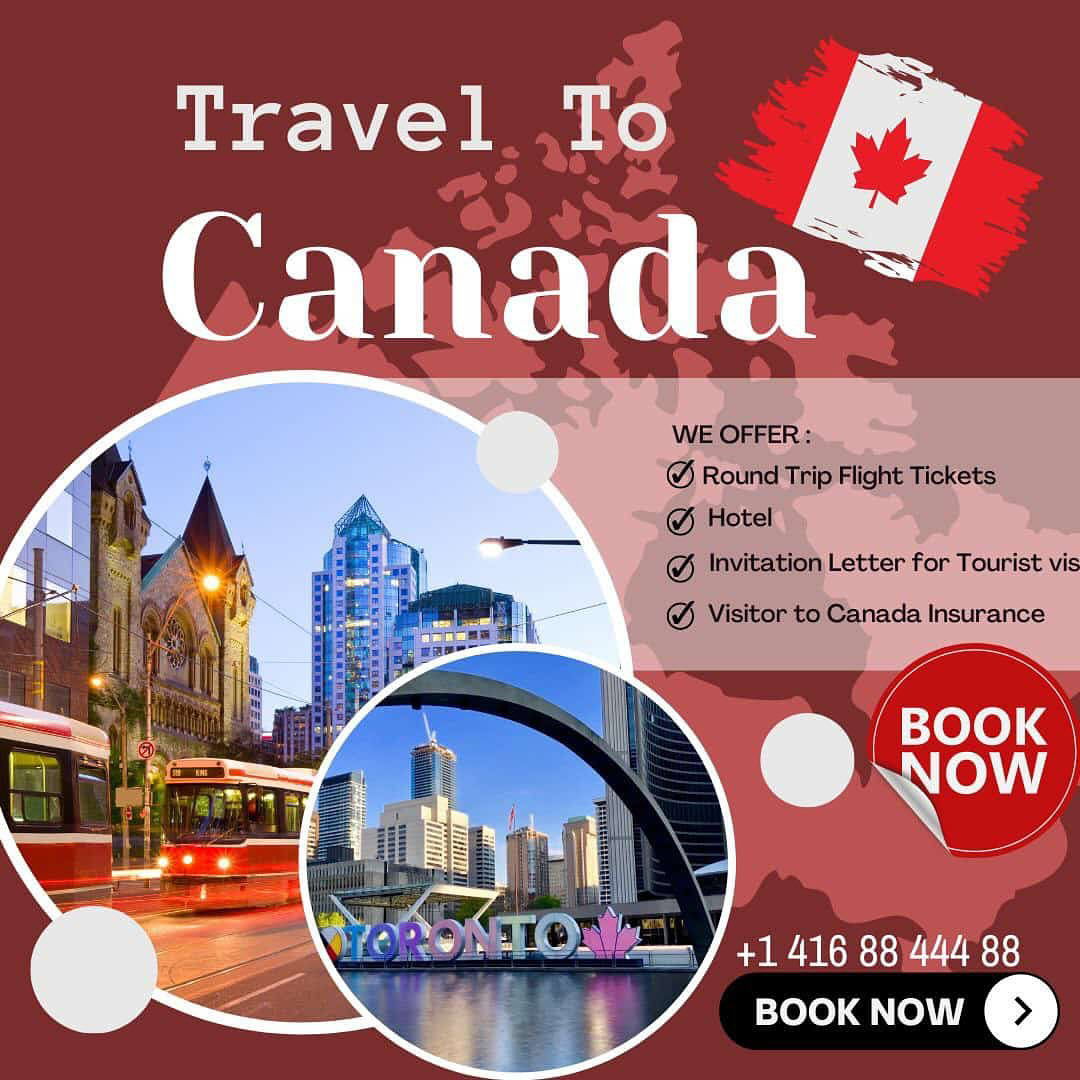 Travel To
Canada
WE OFFER :
Round Trip Flight Tickets
Hotel
Invitation Letter for Tourist vis
Visitor to Canada Insurance
BOOK
NOW
TORONTO
+1 416 88 444 88
BOOK NOW